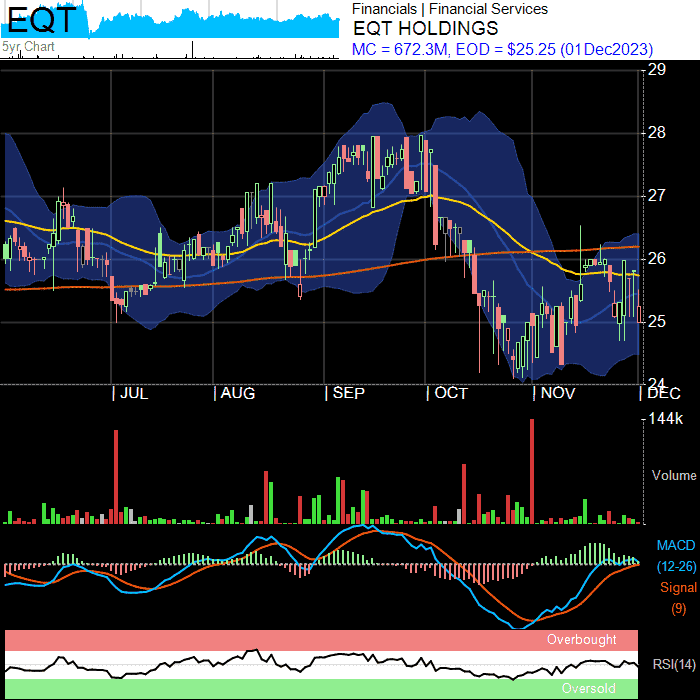 EQT
5yr Chart
Financials | Financial Services
EQT HOLDINGS
MC = 672.3M, EOD = $25.25 (01Dec2023)
29
28
27
26
25
24
JUL AUG SEP OCT NOV DEC
144k
Volume
MACD
(12-26)
Signal
(9)
Overbought
RSI(14)
Oversold